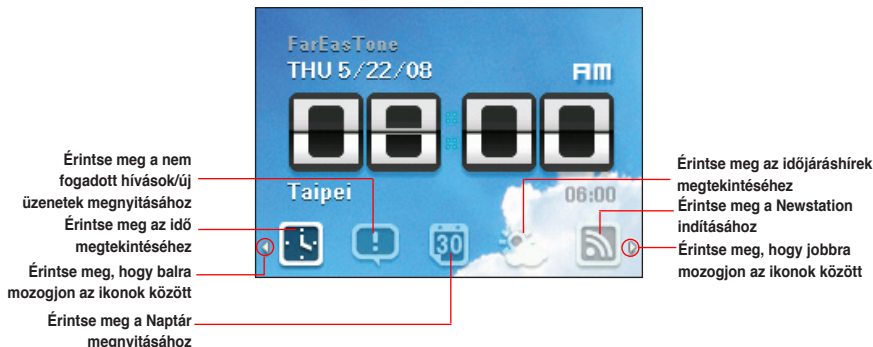 FarEasTone
THU 5/22/08
AM
08:00
Taipei
06:00
30
Érintse meg a nem
fogadott hívások/új
üzenetek megnyitásához
Érintse meg az idő
megtekintéséhez
Érintse meg, hogy balra
mozogjon az ikonok között
Érintse meg a Naptár
megnyitásához
Érintse meg az időjáráshírek
megtekintéséhez
Érintse meg a Newstation
indításához
Érintse meg, hogy jobbra
mozogjon az ikonok között